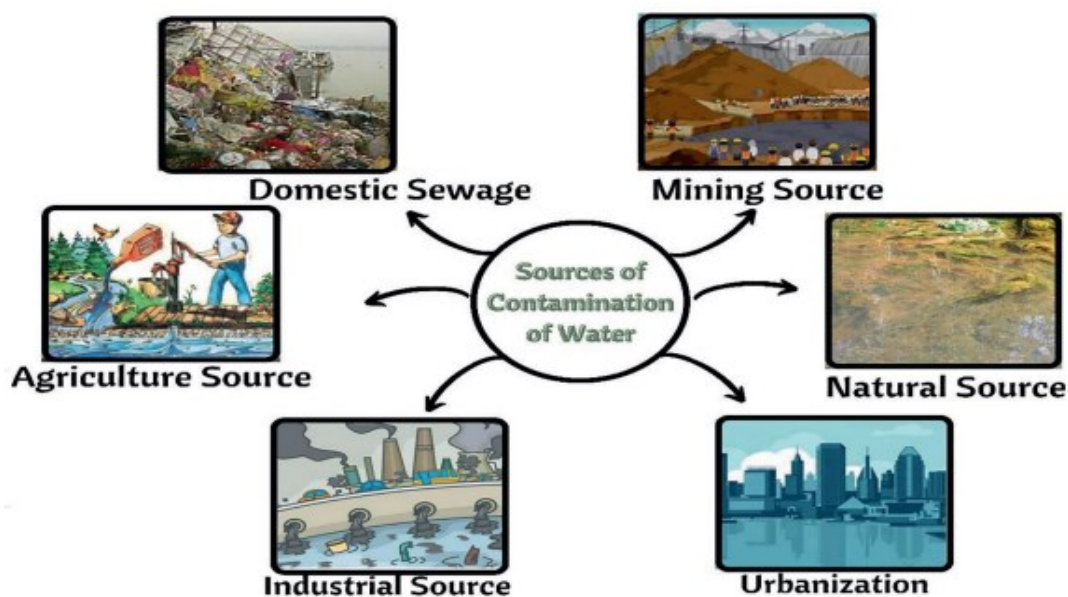 Domestic Sewage
Mining Source
Sources of
Contamination
of Water
Agriculture Source
Natural Source
Industrial Source
Urbanization